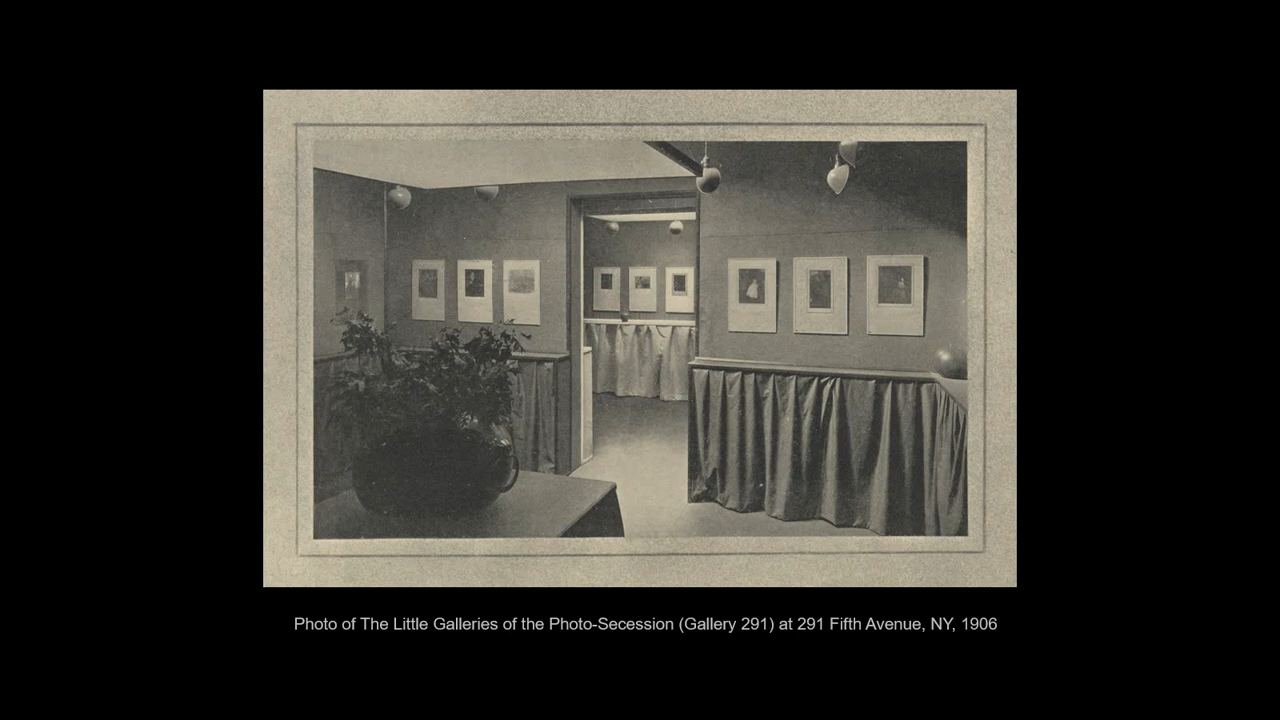 Photo of The Little Galleries of the Photo-Secession (Gallery 291) at 291 Fifth Avenue, NY, 1906